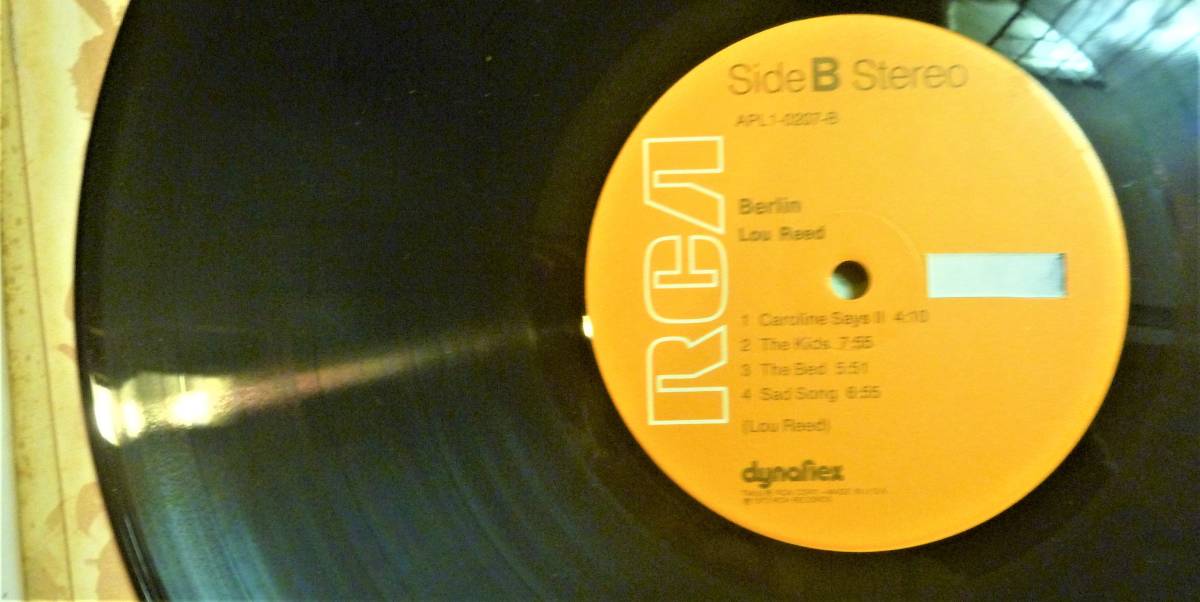 Side B Stereo
APL1-0207-B
RCA
Berlin
Lou Reed
1 Caroline Says II 4:10
2 The Kids 7:55
3 The Bed 5:51
4 Sad Song 6:55
(Lou Reed)
dynaflex